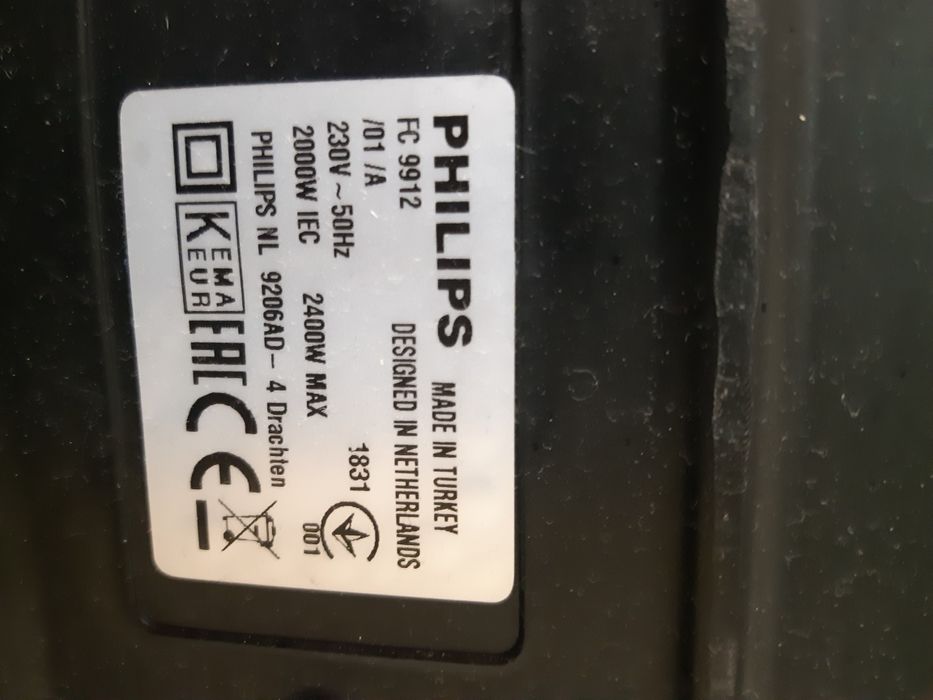 PHILIPS MADE IN TURKEY
FC 9912 DESIGNED IN NETHERLANDS
/01 /A
230V ~ 50Hz 1831
2000W IEC 2400W MAX 001
PHILIPS NL 9206AD- 4 Drachten
KEMA KEUR EAC CE